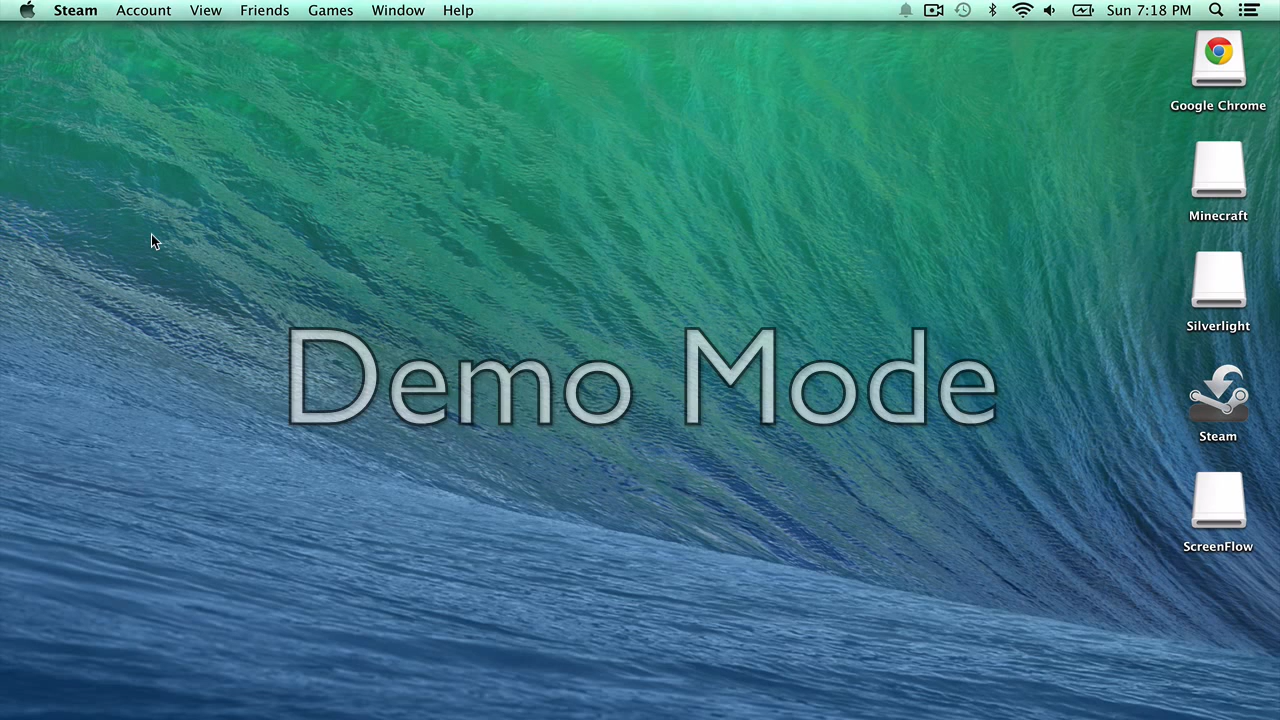 Steam Account View Friends Games Window Help Sun 7:18 PM
Google Chrome
Minecraft
Silverlight
Demo Mode
Steam
ScreenFlow